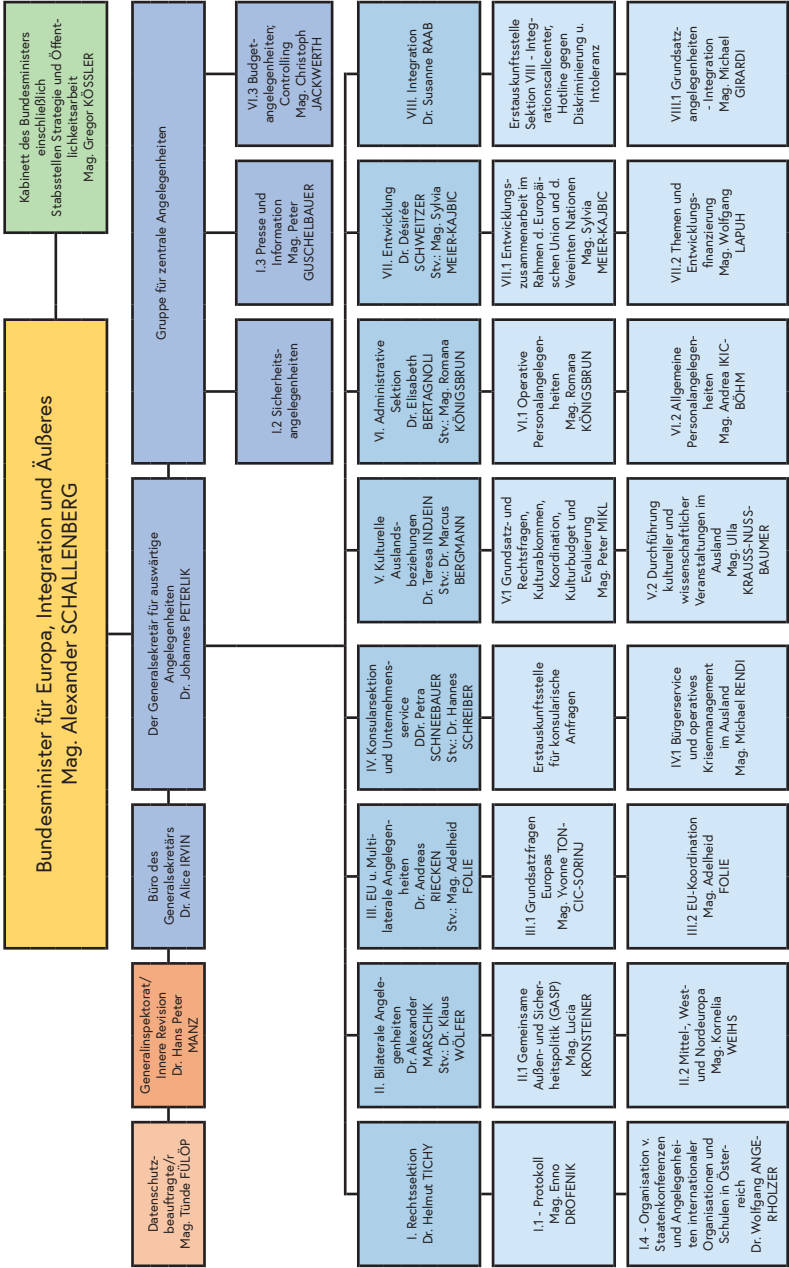 Bundesminister für Europa, Integration und Äußeres
Mag. Alexander SCHALLENBERG
Kabinett des Bundesministers
einschließlich
Stabsstellen Strategie und Öffent-
lichkeitsarbeit
Mag. Gregor KÖSSLER
Datenschutz-
beauftragte/r
Mag. Tünde FÜLÖP
Generalinspektorat/
Innere Revision
Dr. Hans Peter
MANZ
Büro des
Generalsekretärs
Dr. Alice IRVIN
Der Generalsekretär für auswärtige
Angelegenheiten
Dr. Johannes PETERLIK
Gruppe für zentrale Angelegenheiten
I.2 Sicherheits-
angelegenheiten
I.3 Presse und
Information
Mag. Peter
GUSCHELBAUER
VI.3 Budget-
angelegenheiten;
Controlling
Mag. Christoph
JACKWERTH
I. Rechtssektion
Dr. Helmut TICHY
II. Bilaterale Angele-
genheiten
Dr. Alexander
MARSCHIK
Stv.: Dr. Klaus
WÖLFER
III. EU u. Multi-
laterale Angelegen-
heiten
Dr. Andreas
RIECKEN
Stv.: Mag. Adelheid
FOLIE
IV. Konsularsektion
und Unternehmens-
service
DDr. Petra
SCHNEEBAUER
Stv.: Dr. Hannes
SCHREIBER
V. Kulturelle
Auslands-
beziehungen
Dr. Teresa INDJEIN
Stv.: Dr. Marcus
BERGMANN
VI. Administrative
Sektion
Dr. Elisabeth
BERTAGNOLI
Stv.: Mag. Romana
KÖNIGSBRUN
VII. Entwicklung
Dr. Désirée
SCHWEITZER
Stv.: Mag. Sylvia
MEIER-KAJBIC
VIII. Integration
Dr. Susanne RAAB
I.1 - Protokoll
Mag. Enno
DROFENIK
II.1 Gemeinsame
Außen- und Sicher-
heitspolitik (GASP)
Mag. Lucia
KRONSTEINER
III.1 Grundsatzfragen
Europas
Mag. Yvonne TON-
CIC-SORINJ
Erstauskunftsstelle
für konsularische
Anfragen
V.1 Grundsatz- und
Rechtsfragen,
Kulturabkommen,
Koordination,
Kulturbudget und
Evaluierung
Mag. Peter MIKL
VI.1 Operative
Personalangelegen-
heiten
Mag. Romana
KÖNIGSBRUN
VII.1 Entwicklungs-
zusammenarbeit im
Rahmen d. Europäi-
schen Union und d.
Vereinten Nationen
Mag. Sylvia
MEIER-KAJBIC
Erstauskunftsstelle
Sektion VIII - Integ-
rationscallcenter,
Hotline gegen
Diskriminierung u.
Intoleranz
I.4 - Organisation v.
Staatenkonferenzen
und Angelegenhei-
ten internationaler
Organisationen und
Schulen in Öster-
reich
Dr. Wolfgang ANGE-
RHOLZER
II.2 Mittel-, West-
und Nordeuropa
Mag. Kornelia
WEIHS
III.2 EU-Koordination
Mag. Adelheid
FOLIE
IV.1 Bürgerservice
und operatives
Krisenmanagement
im Ausland
Mag. Michael RENDI
V.2 Durchführung
kultureller und
wissenschaftlicher
Veranstaltungen im
Ausland
Mag. Ulla
KRAUSS-NUSS-
BAUMER
VI.2 Allgemeine
Personalangelegen-
heiten
Mag. Andrea IKIC-
BÖHM
VII.2 Themen und
Entwicklungs-
finanzierung
Mag. Wolfgang
LAPUH
VIII.1 Grundsatz-
angelegenheiten
- Integration
Mag. Michael
GIRARDI